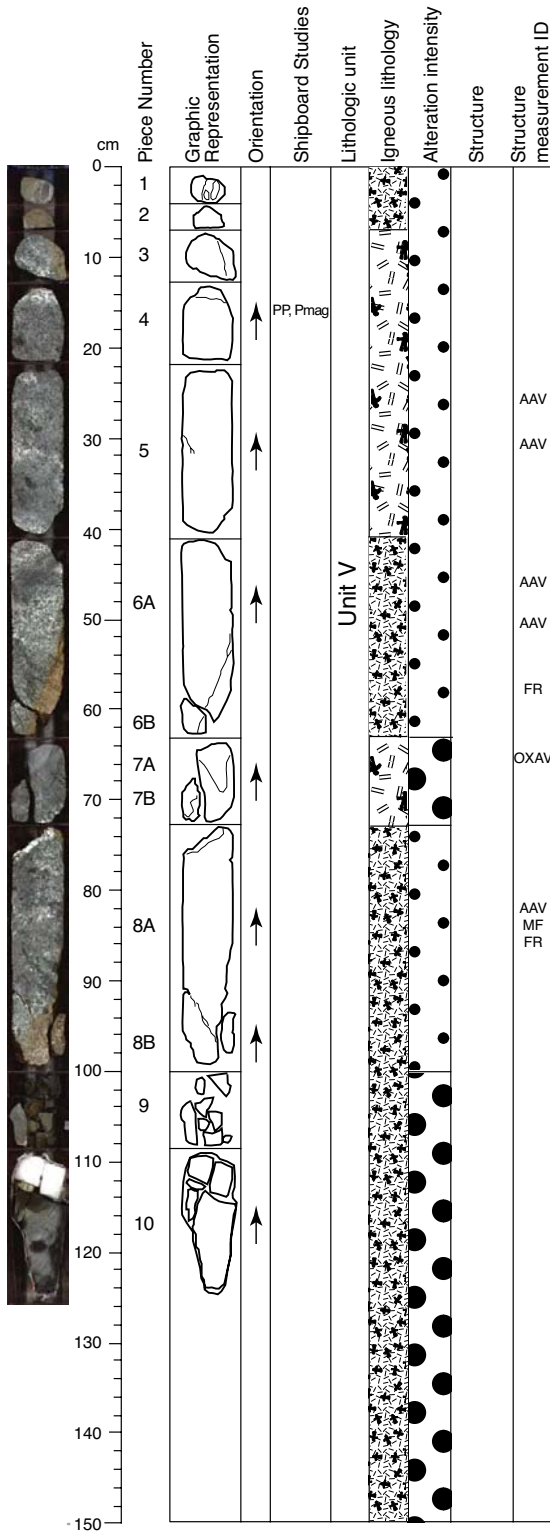 cm
Piece Number
Graphic
Representation
Orientation
Shipboard Studies
Lithologic unit
Igneous lithology
Alteration intensity
Structure
Structure
measurement ID
0
1
2
10
3
4
PP, Pmag
20
AAV
30
5
AAV
40
AAV
6A
50
AAV
Unit V
FR
60
6B
7A
OXAV
7B
70
80
AAV
8A
MF
FR
90
8B
100
9
110
10
120
130
140
150